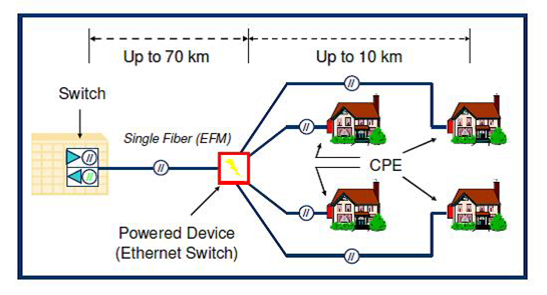 Up to 70 km
Up to 10 km
Switch
Single Fiber (EFM)
CPE
Powered Device
(Ethernet Switch)